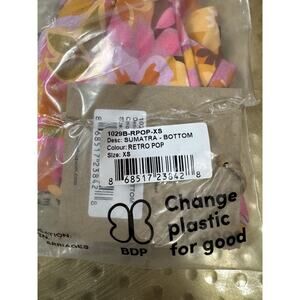 1029B-RPOP-XS
Desc: SUMATRA - BOTTOM
Colour: RETRO POP
Size: XS
8 68517 23842 8
BDP
Change
plastic
for good